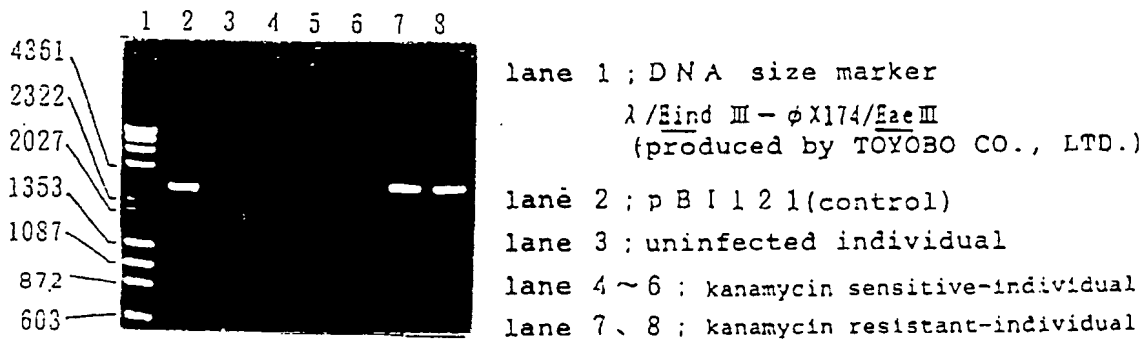 1 2 3 4 5 6 7 8
4361
2322
2027
1353
1087
872
603
lane 1 ; DNA size marker
λ/Hind Ⅲ - φX174/Hae Ⅲ
(produced by TOYOBO CO., LTD.)
lane 2 ; pBI121(control)
lane 3 ; uninfected individual
lane 4~6 ; kanamycin sensitive-individual
lane 7、8 ; kanamycin resistant-individual